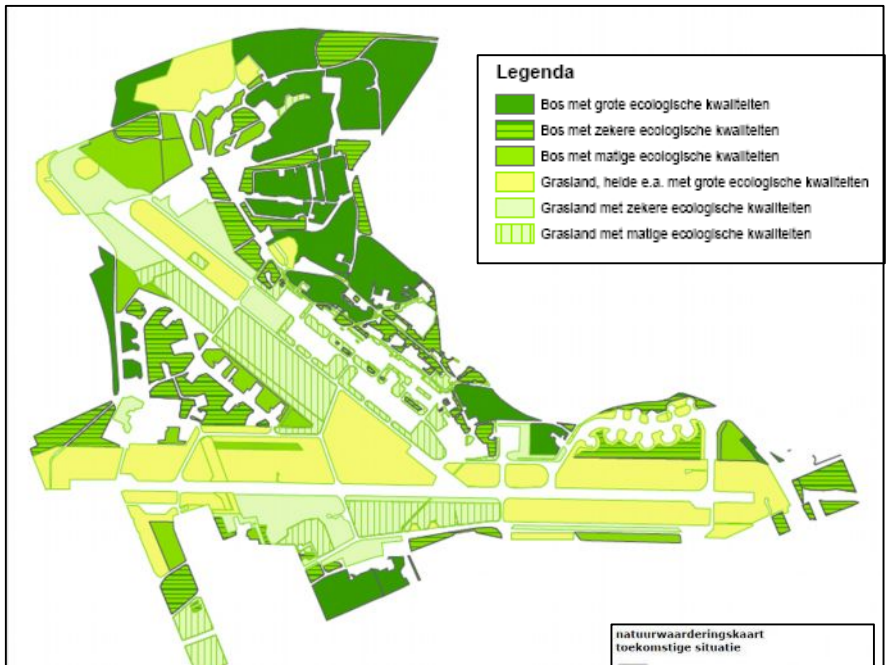 Legenda
Bos met grote ecologische kwaliteiten
Bos met zekere ecologische kwaliteiten
Bos met matige ecologische kwaliteiten
Grasland, heide e.a. met grote ecologische kwaliteiten
Grasland met zekere ecologische kwaliteiten
Grasland met matige ecologische kwaliteiten
natuurwaarderingskaart
toekomstige situatie